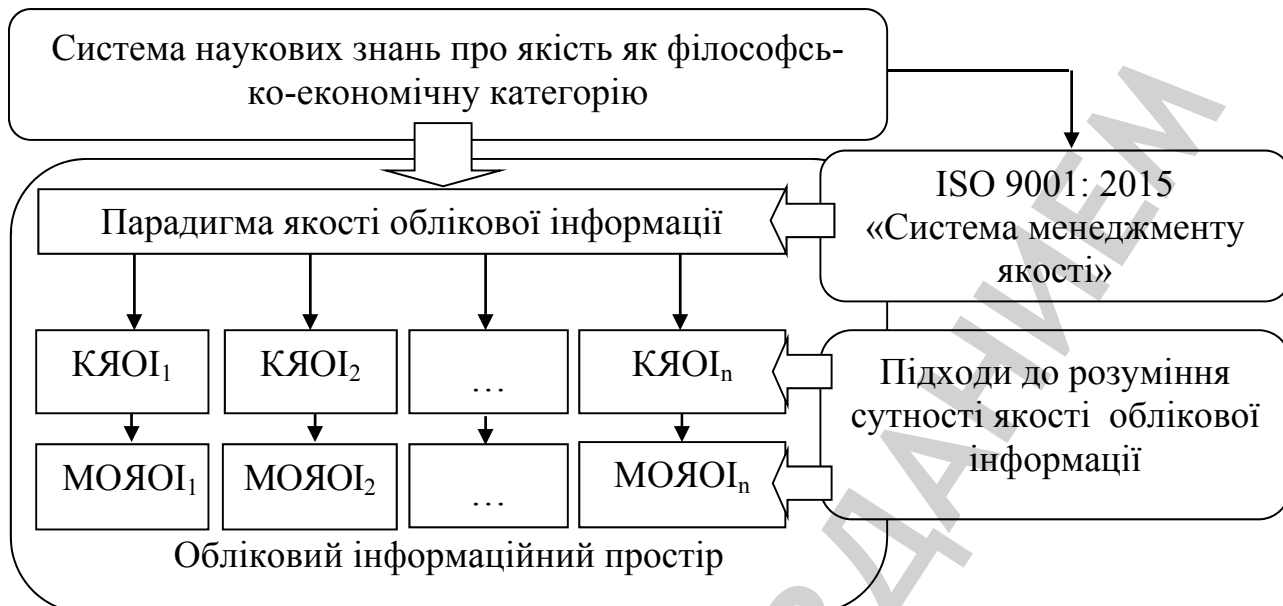 Система наукових знань про якість як філософсь-
ко-економічну категорію
ISO 9001: 2015
«Система менеджменту
якості»
Парадигма якості облікової інформації
КЯОІ₁ КЯОІ₂ … КЯОІₙ
Підходи до розуміння
сутності якості облікової
інформації
МОЯОІ₁ МОЯОІ₂ … МОЯОІₙ
Обліковий інформаційний простір